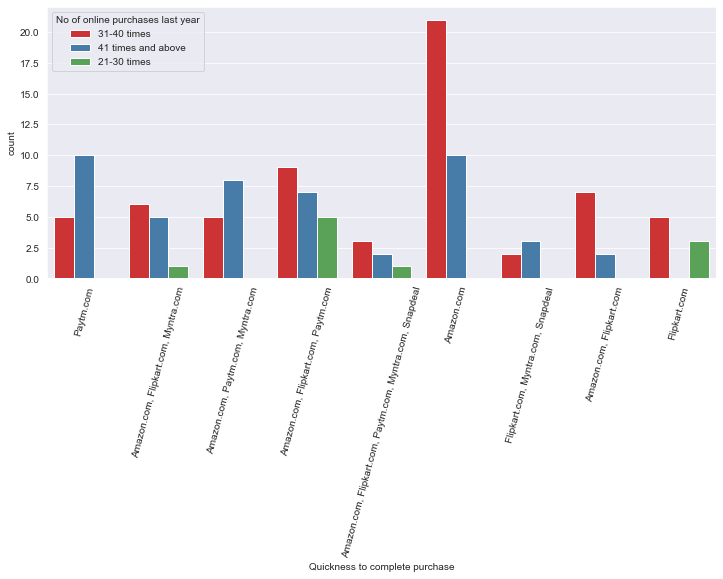 No of online purchases last year
31-40 times
41 times and above
21-30 times
20.0
17.5
15.0
12.5
10.0
7.5
5.0
2.5
0.0
count
Paytm.com
Amazon.com, Flipkart.com, Myntra.com
Amazon.com, Paytm.com, Myntra.com
Amazon.com, Flipkart.com, Paytm.com
Amazon.com, Flipkart.com, Paytm.com, Myntra.com, Snapdeal
Amazon.com
Flipkart.com, Myntra.com, Snapdeal
Amazon.com, Flipkart.com
Flipkart.com
Quickness to complete purchase